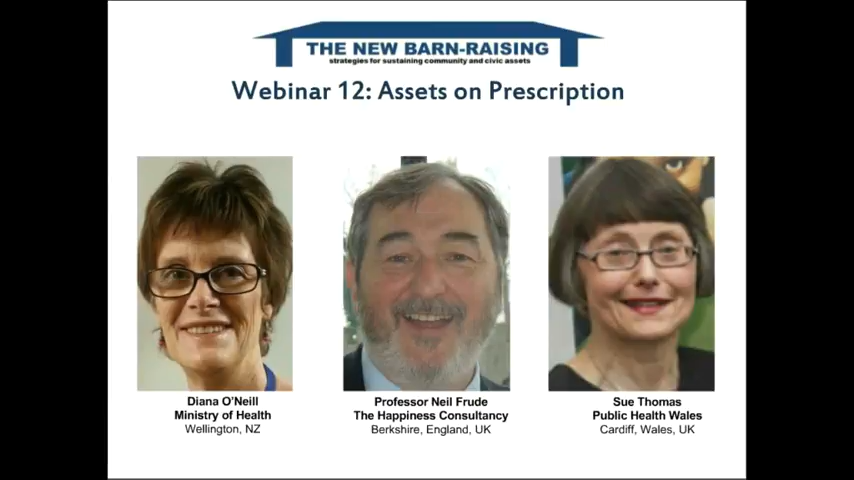 THE NEW BARN-RAISING
strategies for sustaining community and civic assets
Webinar 12: Assets on Prescription
Diana O'Neill
Ministry of Health
Wellington, NZ
Professor Neil Frude
The Happiness Consultancy
Berkshire, England, UK
Sue Thomas
Public Health Wales
Cardiff, Wales, UK